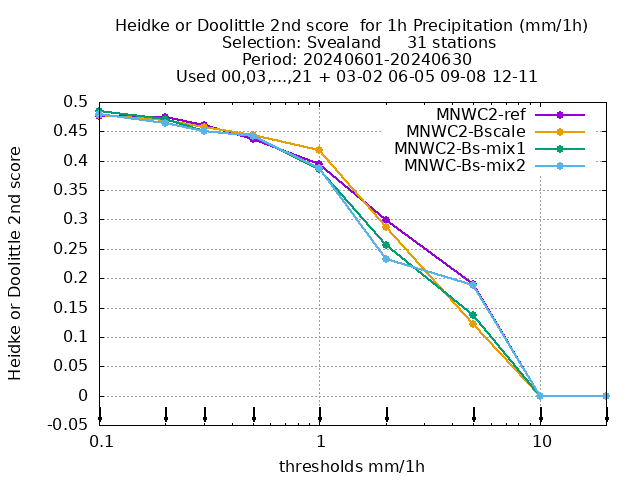 Heidke or Doolittle 2nd score  for 1h Precipitation (mm/1h)
Selection: Svealand     31 stations
Period: 20240601-20240630
Used 00,03,...,21 + 03-02 06-05 09-08 12-11
MNWC2-ref
MNWC2-Bscale
MNWC2-Bs-mix1
MNWC-Bs-mix2
Heidke or Doolittle 2nd score
0.5
0.45
0.4
0.35
0.3
0.25
0.2
0.15
0.1
0.05
0
-0.05
0.1
1
10
thresholds mm/1h